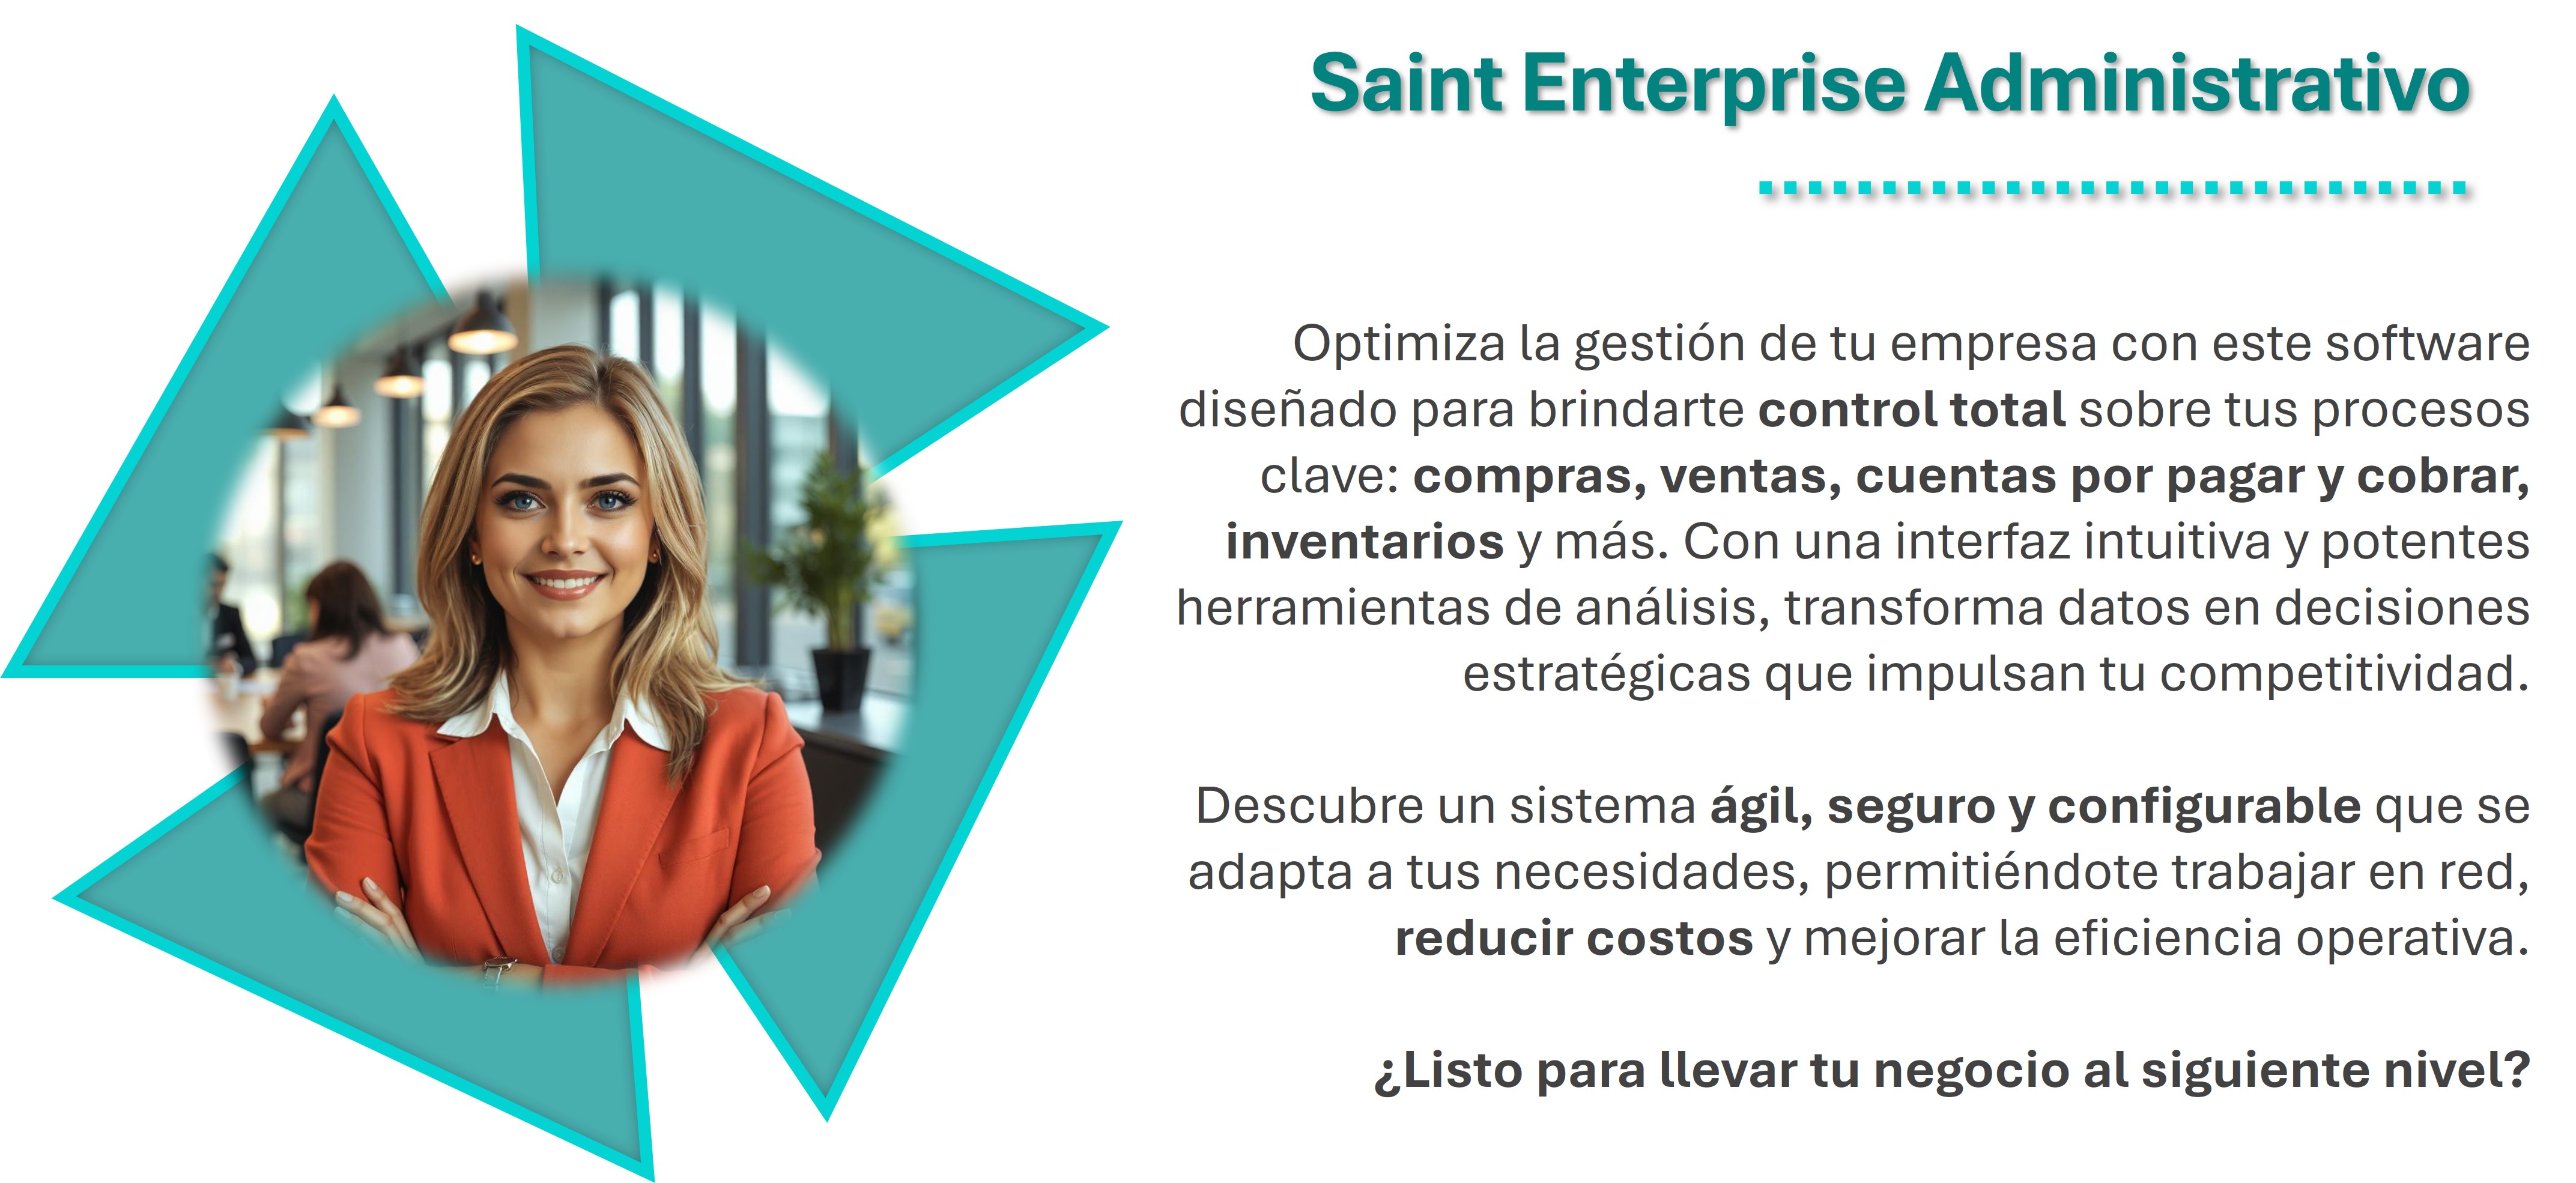 Saint Enterprise Administrativo
Optimiza la gestión de tu empresa con este software
diseñado para brindarte control total sobre tus procesos
clave: compras, ventas, cuentas por pagar y cobrar,
inventarios y más. Con una interfaz intuitiva y potentes
herramientas de análisis, transforma datos en decisiones
estratégicas que impulsan tu competitividad.
Descubre un sistema ágil, seguro y configurable que se
adapta a tus necesidades, permitiéndote trabajar en red,
reducir costos y mejorar la eficiencia operativa.
¿Listo para llevar tu negocio al siguiente nivel?